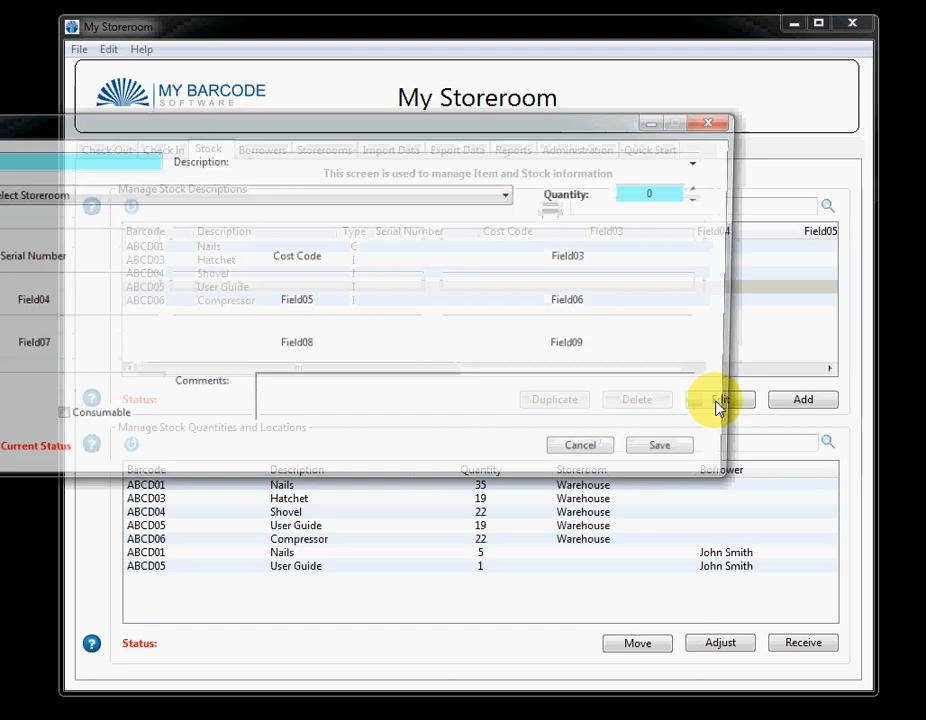 My Storeroom
File Edit Help
MY BARCODE
SOFTWARE
My Storeroom
Check Out Check In Stock Borrowers Storerooms Import Data Export Data Reports Administration Quick Start
Description:
This screen is used to manage Item and Stock information
Manage Stock Descriptions
elect Storeroom
Quantity: 0
Barcode Description Type Serial Number Cost Code Field03 Field04 Field05
ABCD01 Nails C
ABCD03 Hatchet I
ABCD04 Shovel I
ABCD05 User Guide I
ABCD06 Compressor I
Serial Number Cost Code Field03
Field04 Field05 Field06
Field07 Field08 Field09
Comments:
Status: Duplicate Delete Edit Add
Consumable
Manage Stock Quantities and Locations
Current Status Cancel Save
Barcode Description Quantity Storeroom Borrower
ABCD01 Nails 35 Warehouse
ABCD03 Hatchet 19 Warehouse
ABCD04 Shovel 22 Warehouse
ABCD05 User Guide 19 Warehouse
ABCD06 Compressor 22 Warehouse
ABCD01 Nails 5 John Smith
ABCD05 User Guide 1 John Smith
Status: Move Adjust Receive